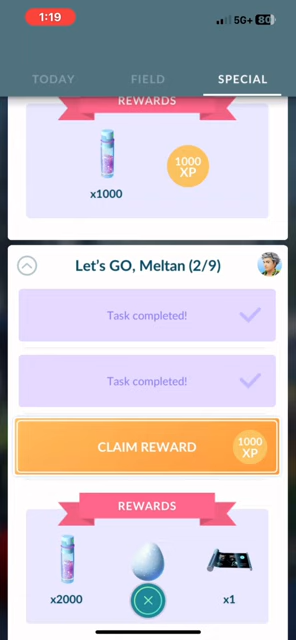 1:19
5G+ 80
TODAY FIELD SPECIAL
REWARDS
1000
XP
x1000
Let's GO, Meltan (2/9)
Task completed!
Task completed!
CLAIM REWARD
1000
XP
REWARDS
x2000
x1